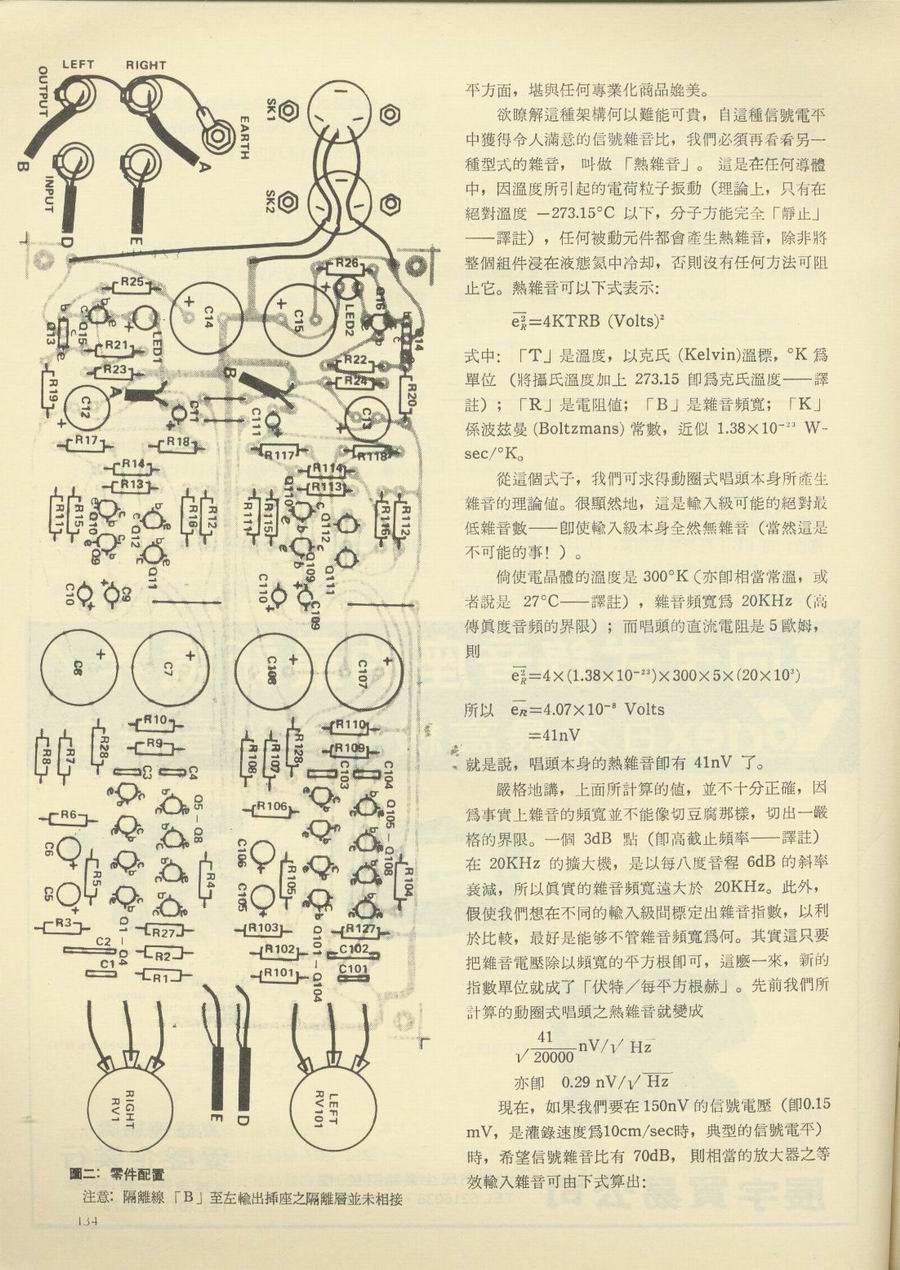 LEFT
RIGHT
OUTPUT
EARTH
B
A
INPUT
D
E
SK1
SK2
R26
R25
C14
C15
LED2
Q16
Q14
Q13
Q15
LED1
R21
R23
R22
R24
R19
R20
C12
A
B
C11
C111
C13
R17
R18
R117
R118
R14
R13
R114
R113
R11
R15
Q10
Q12
R16
R12
R111
R115
Q110
Q112
R116
R112
Q9
Q11
Q109
Q111
C10
C9
C110
C109
C8
C7
C108
C107
R10
R9
R110
R109
R8
R7
R28
R108
R107
R128
C3
C4
C103
C104
R6
Q5-Q8
R106
Q105-Q108
C6
R5
R4
C106
R105
R104
C5
C105
R3
R27
R103
R127
C2
R2
Q1-Q4
R102
C102
C1
R1
R101
Q101-Q104
C101
RIGHT
RV1
E
D
LEFT
RV101
圖二：零件配置
注意：隔離線「B」至左輸出揷座之隔離層並未相接
134
平方面，堪與任何專業化商品媲美。
欲瞭解這種架構何以難能可貴，自這種信號電平
中獲得令人滿意的信號雜音比，我們必須再看看另一
種型式的雜音，叫做「熱雜音」。這是在任何導體
中，因溫度所引起的電荷粒子振動（理論上，只有在
絕對溫度 −273.15°C 以下，分子方能完全「靜止」
——譯註），任何被動元件都會產生熱雜音，除非將
整個組件浸在液態氦中冷却，否則沒有任何方法可阻
止它。熱雜音可以下式表示：
e²R=4KTRB (Volts)²
式中：「T」是溫度，以克氏 (Kelvin)溫標，°K 爲
單位（將攝氏溫度加上 273.15 卽爲克氏溫度——譯
註）；「R」是電阻値；「B」是雜音頻寬；「K」
係波玆曼 (Boltzmans) 常數，近似 1.38×10⁻²³ W-
sec/°K。
從這個式子，我們可求得動圈式唱頭本身所產生
雜音的理論値。很顯然地，這是輸入級可能的絕對最
低雜音數——卽使輸入級本身全然無雜音（當然這是
不可能的事！）。
倘使電晶體的溫度是 300°K（亦卽相當常溫，或
者說是 27°C——譯註），雜音頻寬爲 20KHz（高
傳眞度音頻的界限）；而唱頭的直流電阻是 5 歐姆，
則
e²R=4×(1.38×10⁻²³)×300×5×(20×10³)
所以 eR=4.07×10⁻⁸ Volts
=41nV
就是說，唱頭本身的熱雜音卽有 41nV 了。
嚴格地講，上面所計算的値，並不十分正確，因
爲事實上雜音的頻寬並不能像切豆腐那樣，切出一嚴
格的界限。一個 3dB 點（卽高截止頻率——譯註）
在 20KHz 的擴大機，是以每八度音程 6dB 的斜率
衰減，所以眞實的雜音頻寬遠大於 20KHz。此外，
假使我們想在不同的輸入級間標定出雜音指數，以利
於比較，最好是能够不管雜音頻寬爲何。其實這只要
把雜音電壓除以頻寬的平方根卽可，這麽一來，新的
指數單位就成了「伏特／每平方根赫」。先前我們所
計算的動圈式唱頭之熱雜音就變成
41/√20000 nV/√Hz
亦卽 0.29 nV/√Hz
現在，如果我們要在 150nV 的信號電壓（卽0.15
mV，是灌錄速度爲10cm/sec時，典型的信號電平）
時，希望信號雜音比有 70dB，則相當的放大器之等
效輸入雜音可由下式算出：